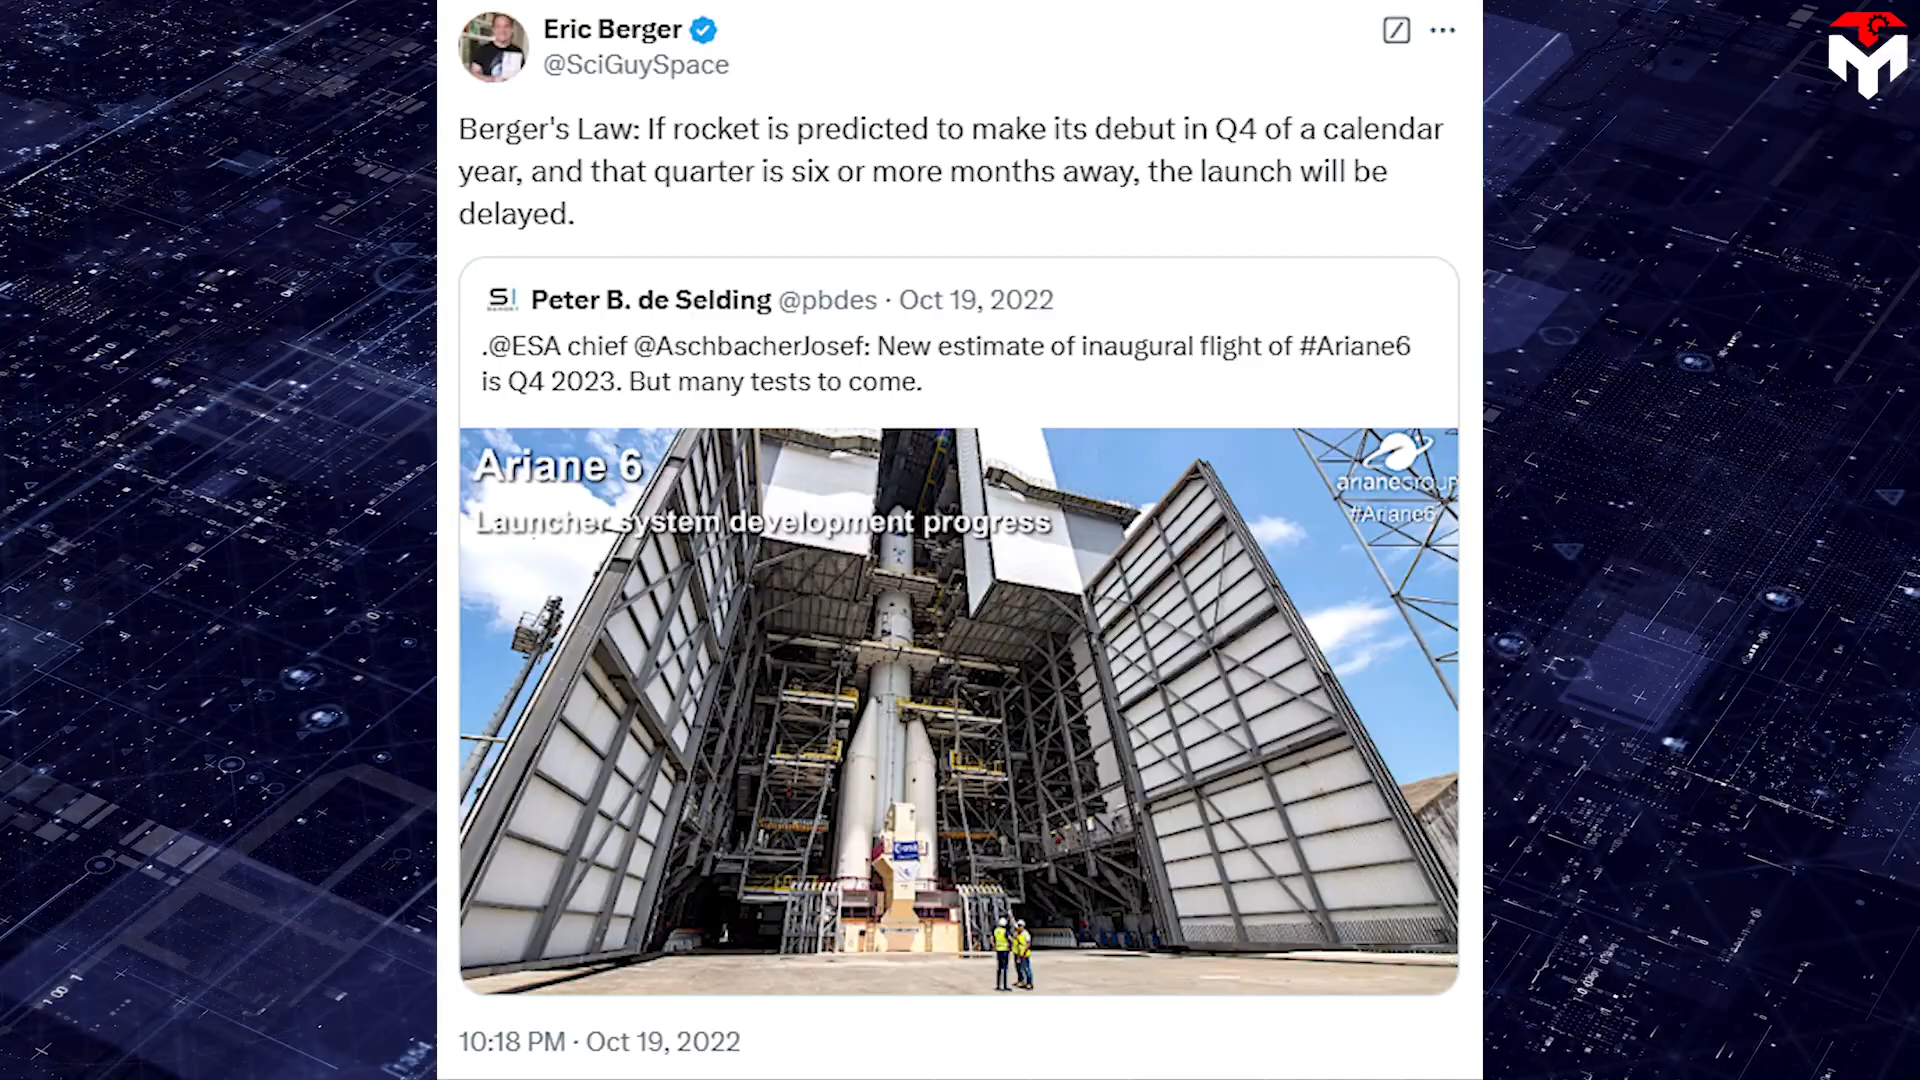 Eric Berger
@SciGuySpace
Berger's Law: If rocket is predicted to make its debut in Q4 of a calendar
year, and that quarter is six or more months away, the launch will be
delayed.
Peter B. de Selding @pbdes · Oct 19, 2022
.@ESA chief @AschbacherJosef: New estimate of inaugural flight of #Ariane6
is Q4 2023. But many tests to come.
Ariane 6
Launcher system development progress
arianegroup
#Ariane6
10:18 PM · Oct 19, 2022